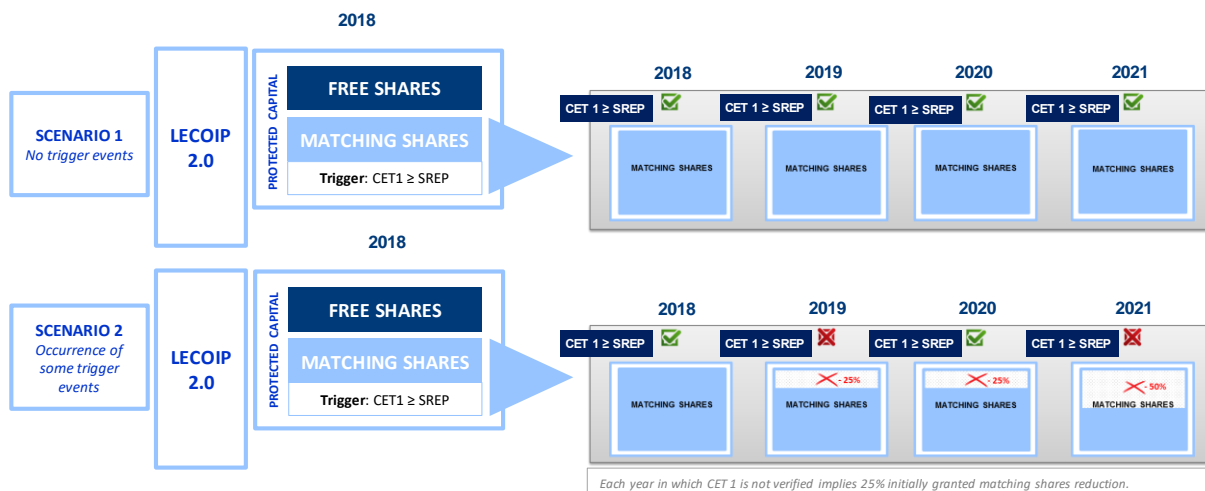 2018
SCENARIO 1
No trigger events
LECOIP
2.0
PROTECTED CAPITAL
FREE SHARES
MATCHING SHARES
Trigger: CET1 ≥ SREP
2018 2019 2020 2021
CET 1 ≥ SREP CET 1 ≥ SREP CET 1 ≥ SREP CET 1 ≥ SREP
MATCHING SHARES MATCHING SHARES MATCHING SHARES MATCHING SHARES
2018
SCENARIO 2
Occurrence of
some trigger
events
LECOIP
2.0
PROTECTED CAPITAL
FREE SHARES
MATCHING SHARES
Trigger: CET1 ≥ SREP
2018 2019 2020 2021
CET 1 ≥ SREP CET 1 ≥ SREP CET 1 ≥ SREP CET 1 ≥ SREP
- 25% - 25% - 50%
MATCHING SHARES MATCHING SHARES MATCHING SHARES MATCHING SHARES
Each year in which CET 1 is not verified implies 25% initially granted matching shares reduction.